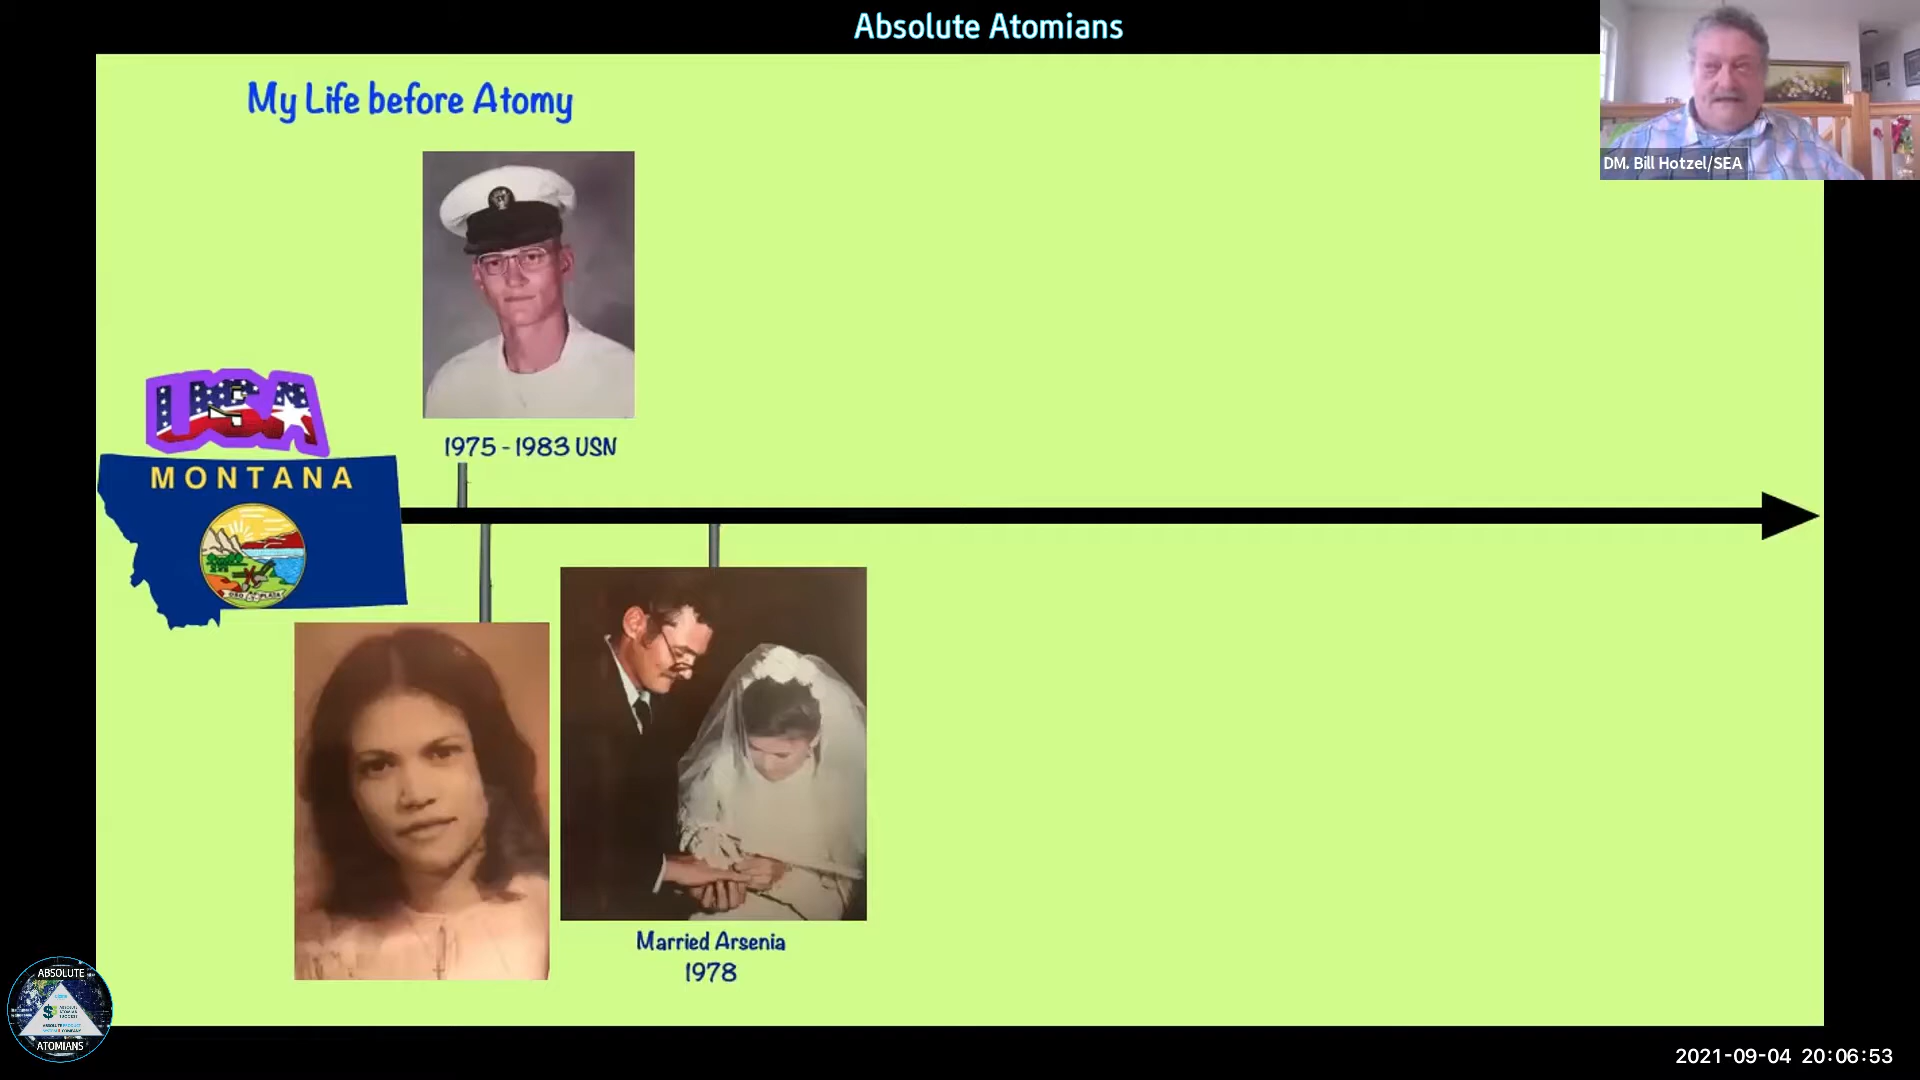 Absolute Atomians
My Life before Atomy
DM. Bill Hotzel/SEA
1975 - 1983 USN
USA
MONTANA
Married Arsenia
1978
ABSOLUTE
ATOMIANS
2021-09-04 20:06:53